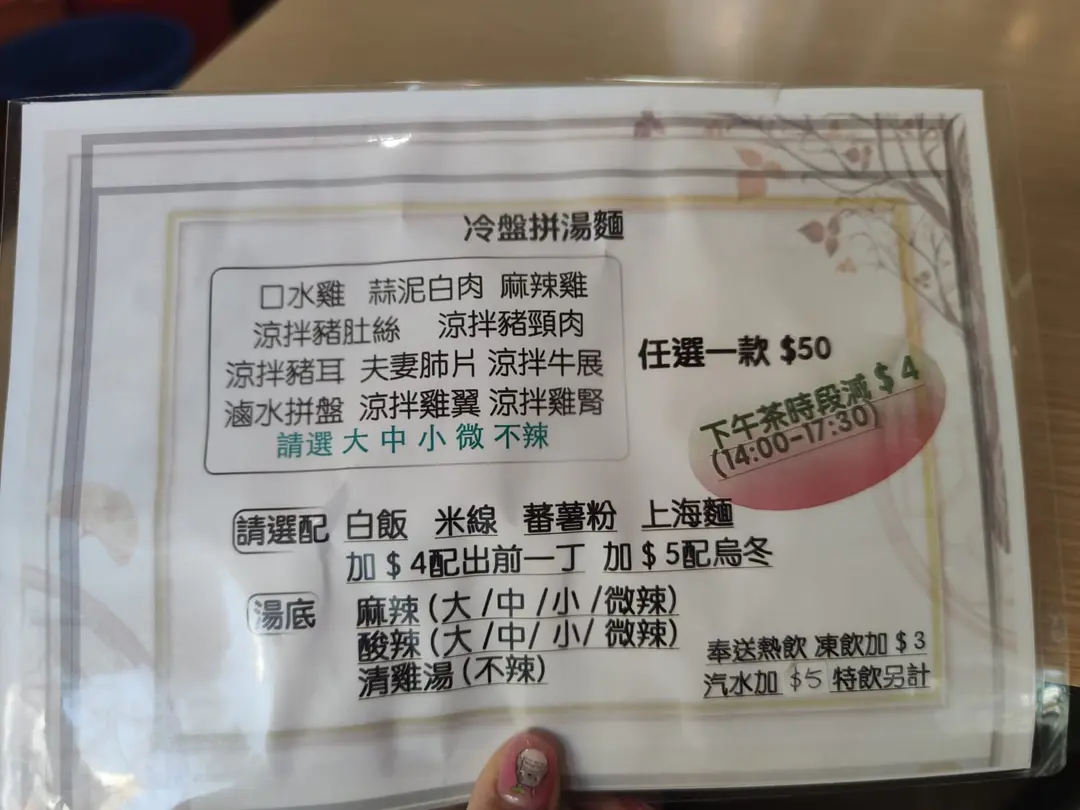 冷盤拼湯麵
口水雞 蒜泥白肉 麻辣雞
涼拌豬肚絲 涼拌豬頸肉
涼拌豬耳 夫妻肺片 涼拌牛展
滷水拼盤 涼拌雞翼 涼拌雞腎
請選 大 中 小 微 不辣
任選一款 $50
下午茶時段減 $ 4
(14:00-17:30)
請選配 白飯 米線 蕃薯粉 上海麵
加 $ 4配出前一丁 加 $ 5配烏冬
湯底 麻辣 (大 /中 /小 /微辣)
酸辣 (大 /中/ 小/ 微辣)
清雞湯 (不辣)
奉送熱飲 凍飲加 $ 3
汽水加 $5 特飲另計